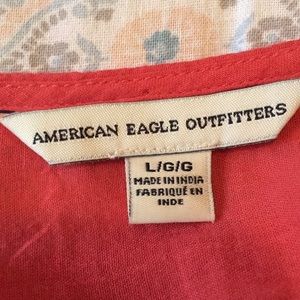 AMERICAN EAGLE OUTFITTERS
L/G/G
MADE IN INDIA
FABRIQUÉ EN
INDE